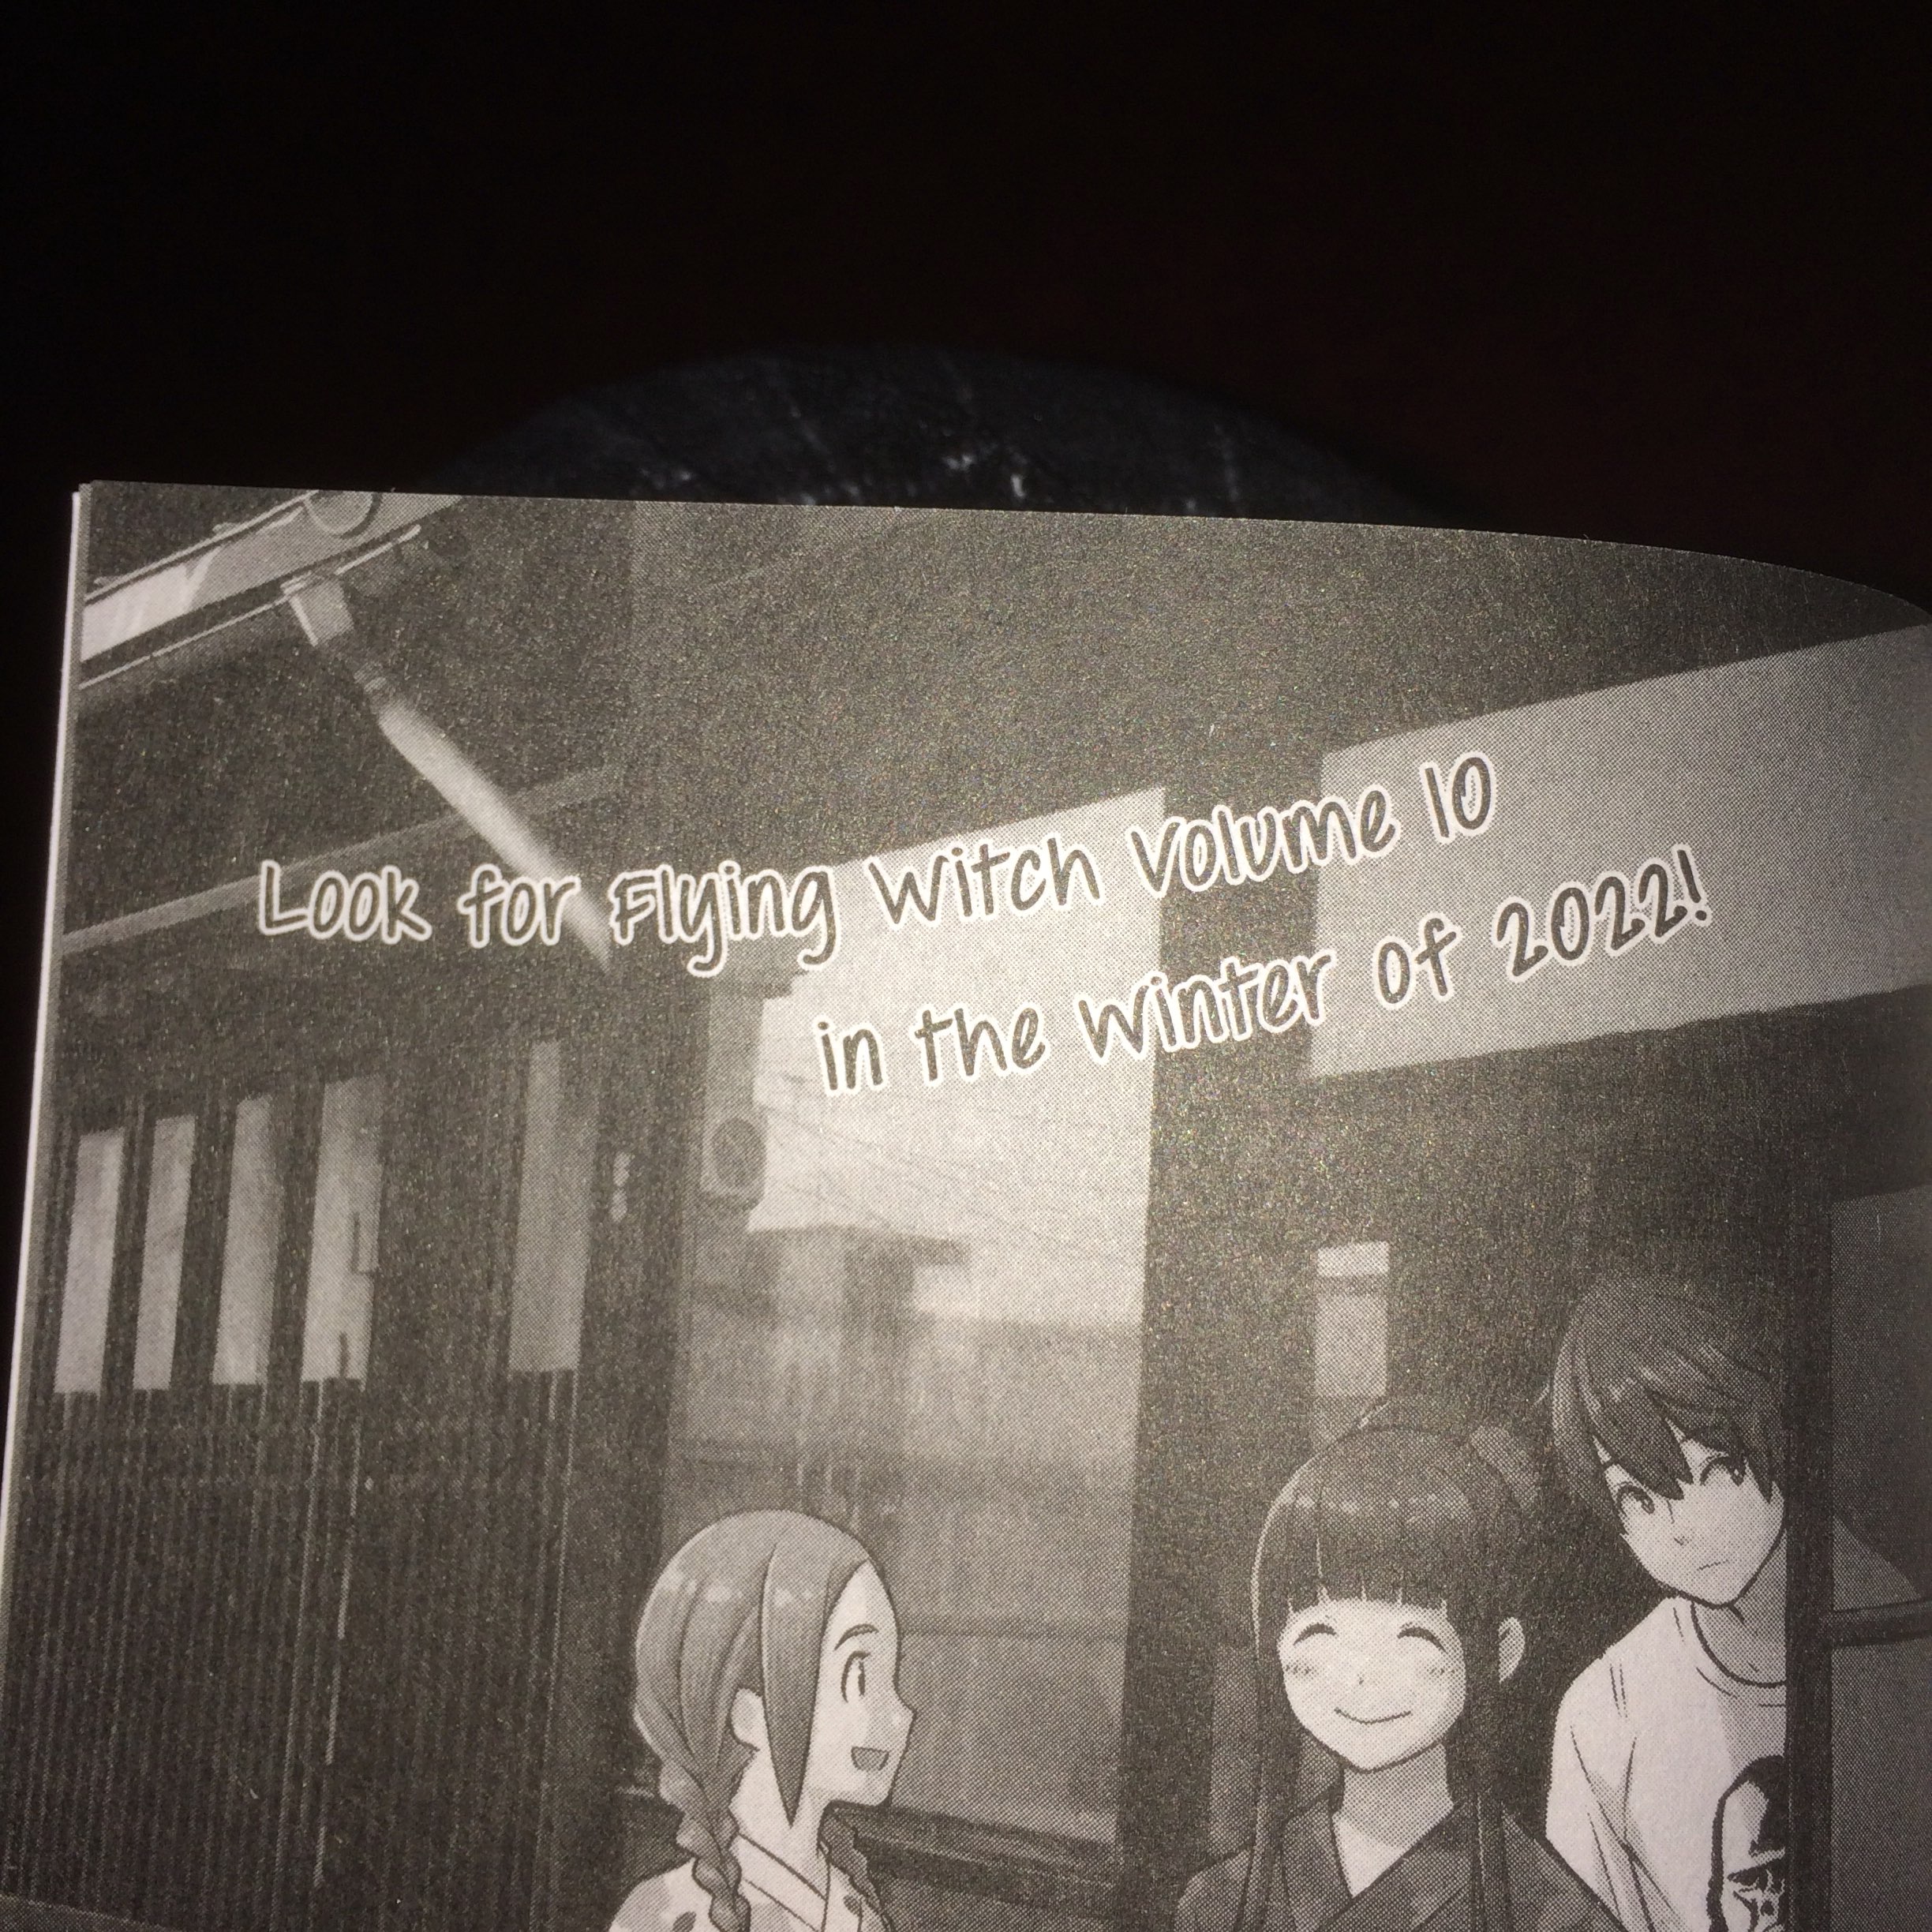 Look for Flying Witch Volume 10
in the Winter of 2022!